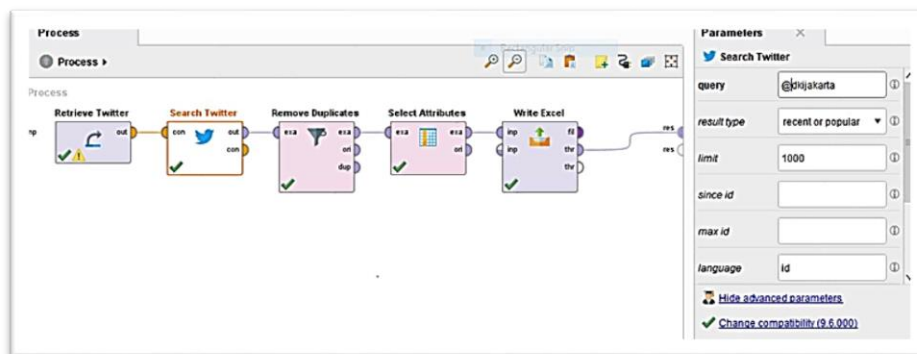 Process
Process
Process
Retrieve Twitter
Search Twitter
Remove Duplicates
Select Attributes
Write Excel
out
con
out
con
exa
exa
ori
dup
exa
exa
ori
inp
inp
fil
thr
thr
res
res
Parameters
Search Twitter
query
@dkijakarta
result type
recent or popular
limit
1000
since id
max id
language
id
Hide advanced parameters
Change compatibility (9.6.000)